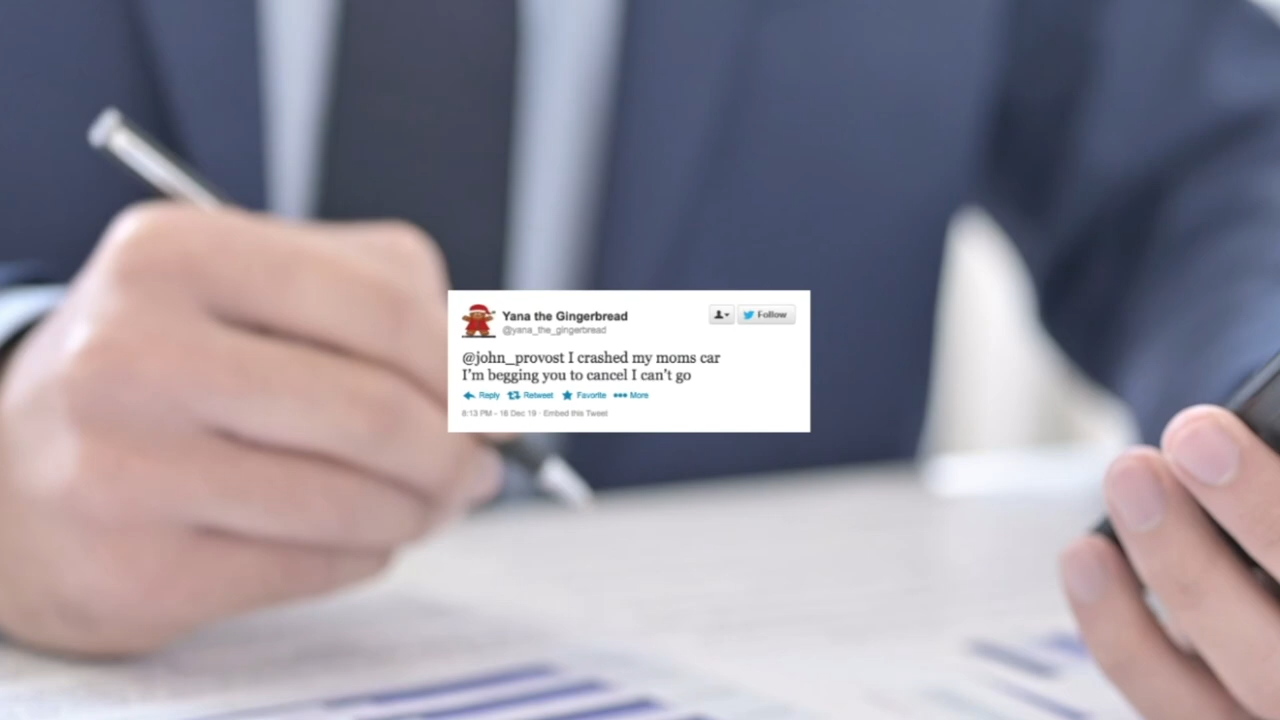 Yana the Gingerbread
Follow
@yana_the_gingerbread
@john_provost I crashed my moms car
I'm begging you to cancel I can't go
Reply Retweet Favorite More
8:13 PM - 16 Dec 19 · Embed this Tweet